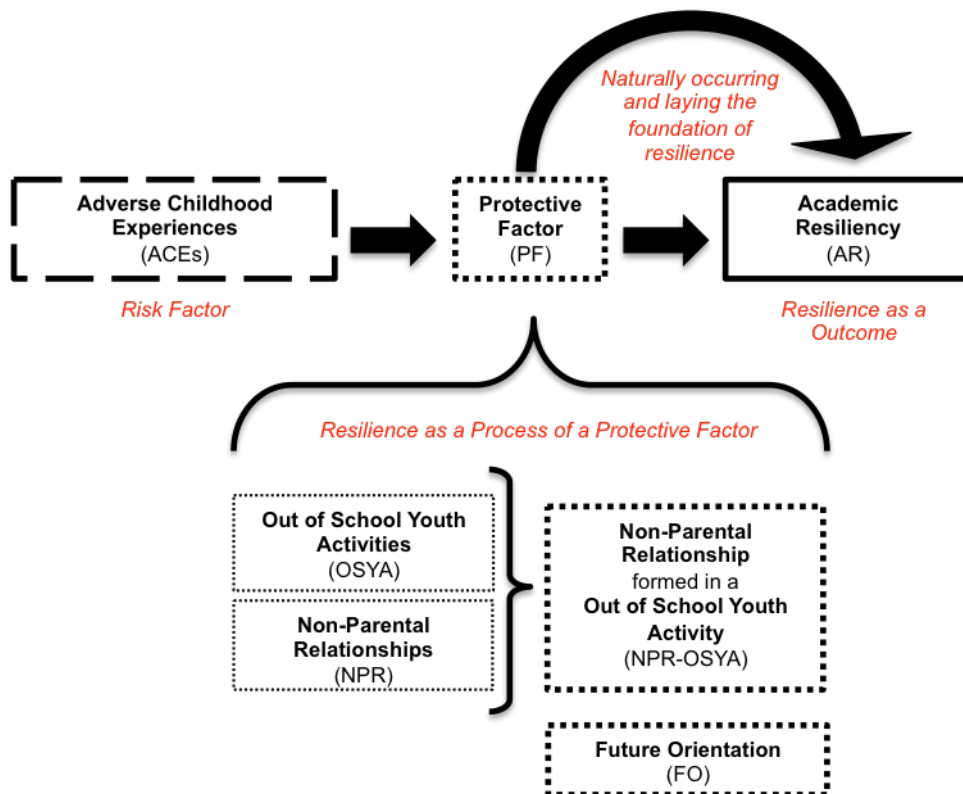 Naturally occurring
and laying the
foundation of
resilience
Adverse Childhood
Experiences
(ACEs)
Protective
Factor
(PF)
Academic
Resiliency
(AR)
Risk Factor
Resilience as a
Outcome
Resilience as a Process of a Protective Factor
Out of School Youth
Activities
(OSYA)
Non-Parental
Relationships
(NPR)
Non-Parental
Relationship
formed in a
Out of School Youth
Activity
(NPR-OSYA)
Future Orientation
(FO)